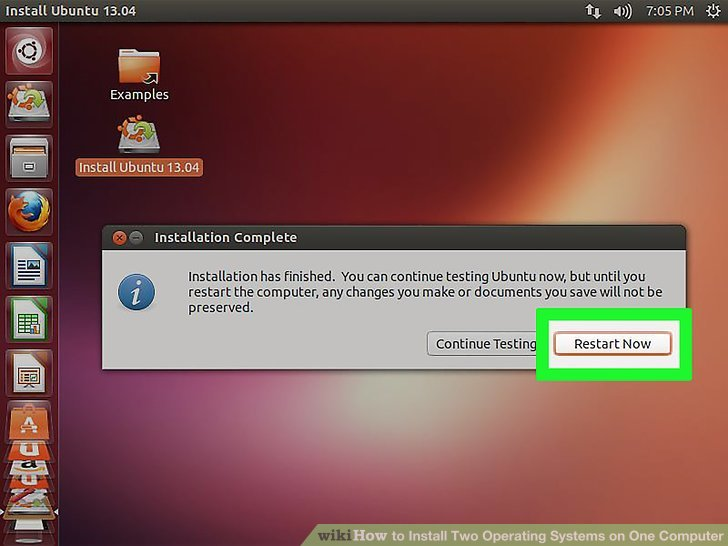 Install Ubuntu 13.04
7:05 PM
Examples
Install Ubuntu 13.04
Installation Complete
Installation has finished. You can continue testing Ubuntu now, but until you
restart the computer, any changes you make or documents you save will not be
preserved.
Continue Testing
Restart Now
wikiHow to Install Two Operating Systems on One Computer